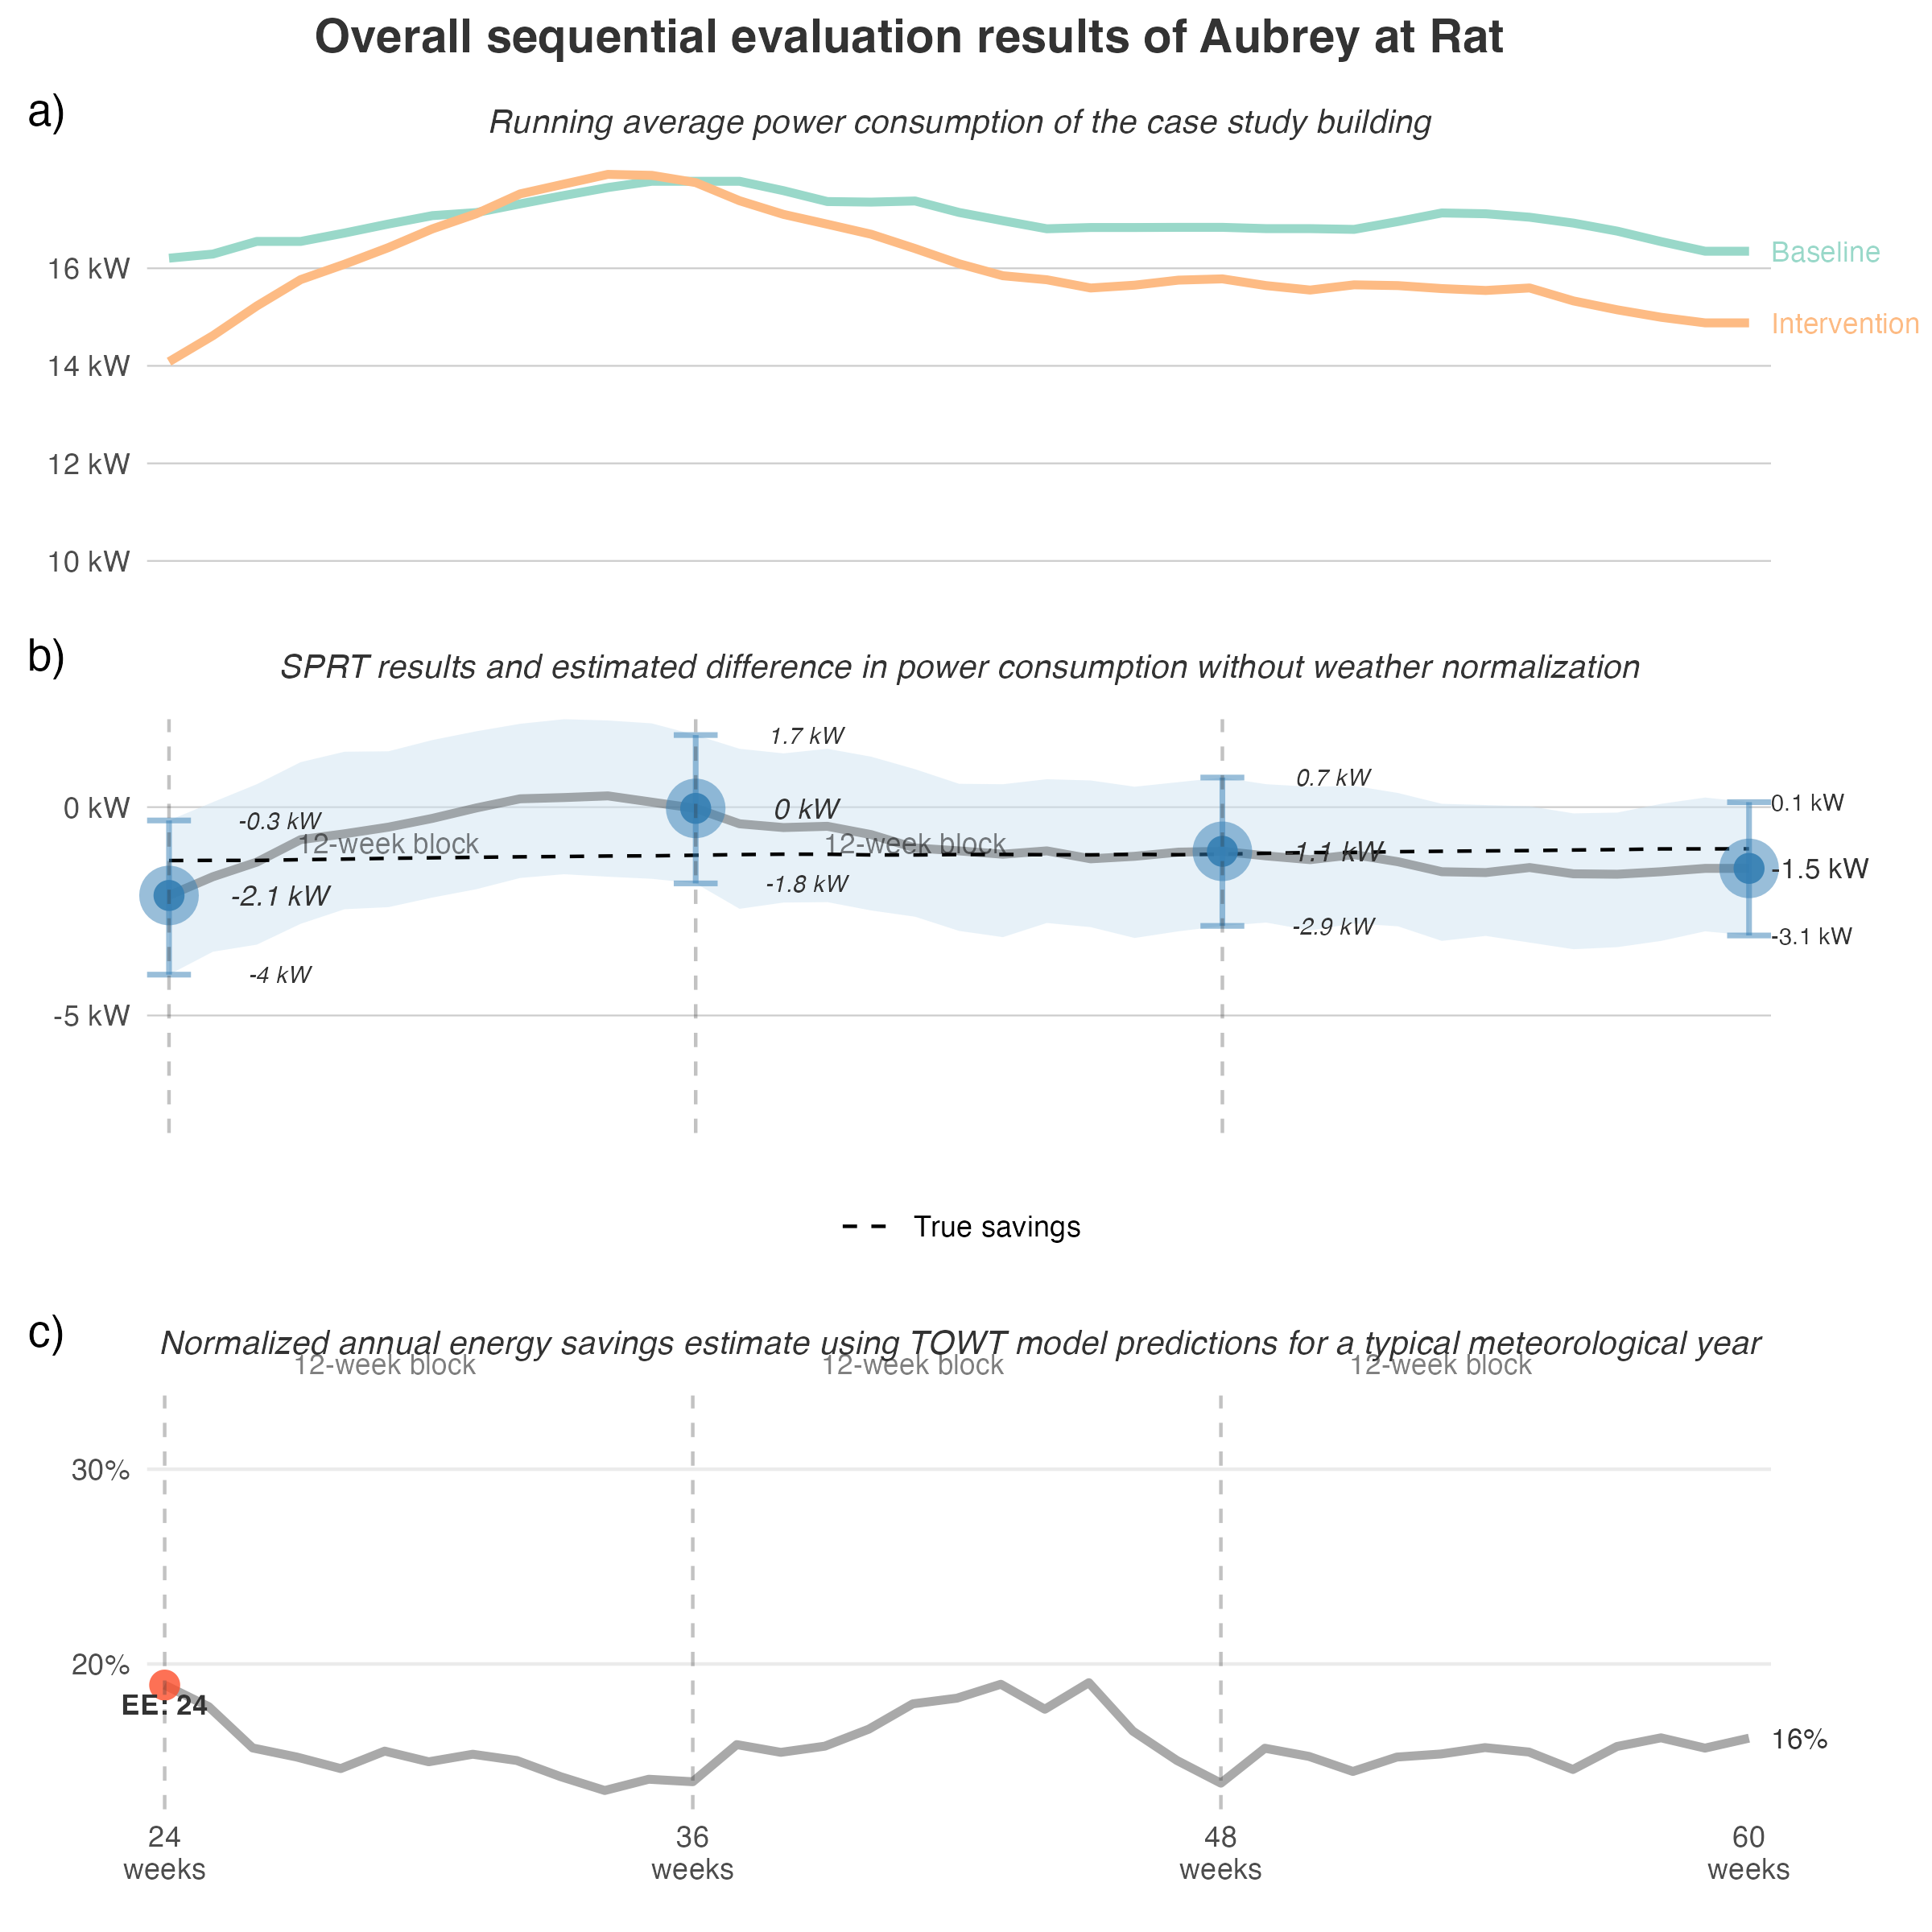 Overall sequential evaluation results of Aubrey at Rat
a)
Running average power consumption of the case study building
16 kW
14 kW
12 kW
10 kW
Baseline
Intervention
b)
SPRT results and estimated difference in power consumption without weather normalization
0 kW
-5 kW
-0.3 kW
12-week block
-2.1 kW
-4 kW
1.7 kW
0 kW
12-week block
-1.8 kW
0.7 kW
-1.1 kW
-2.9 kW
0.1 kW
-1.5 kW
-3.1 kW
True savings
c)
Normalized annual energy savings estimate using TOWT model predictions for a typical meteorological year
12-week block
12-week block
12-week block
30%
20%
EE: 24
16%
24
weeks
36
weeks
48
weeks
60
weeks